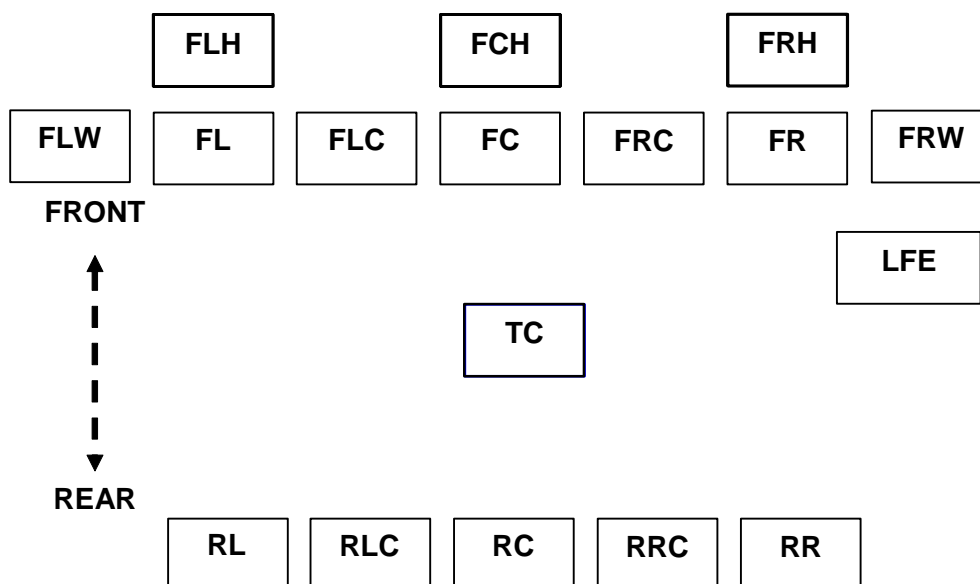 FLH FCH FRH
FLW FL FLC FC FRC FR FRW
FRONT
LFE
TC
REAR
RL RLC RC RRC RR